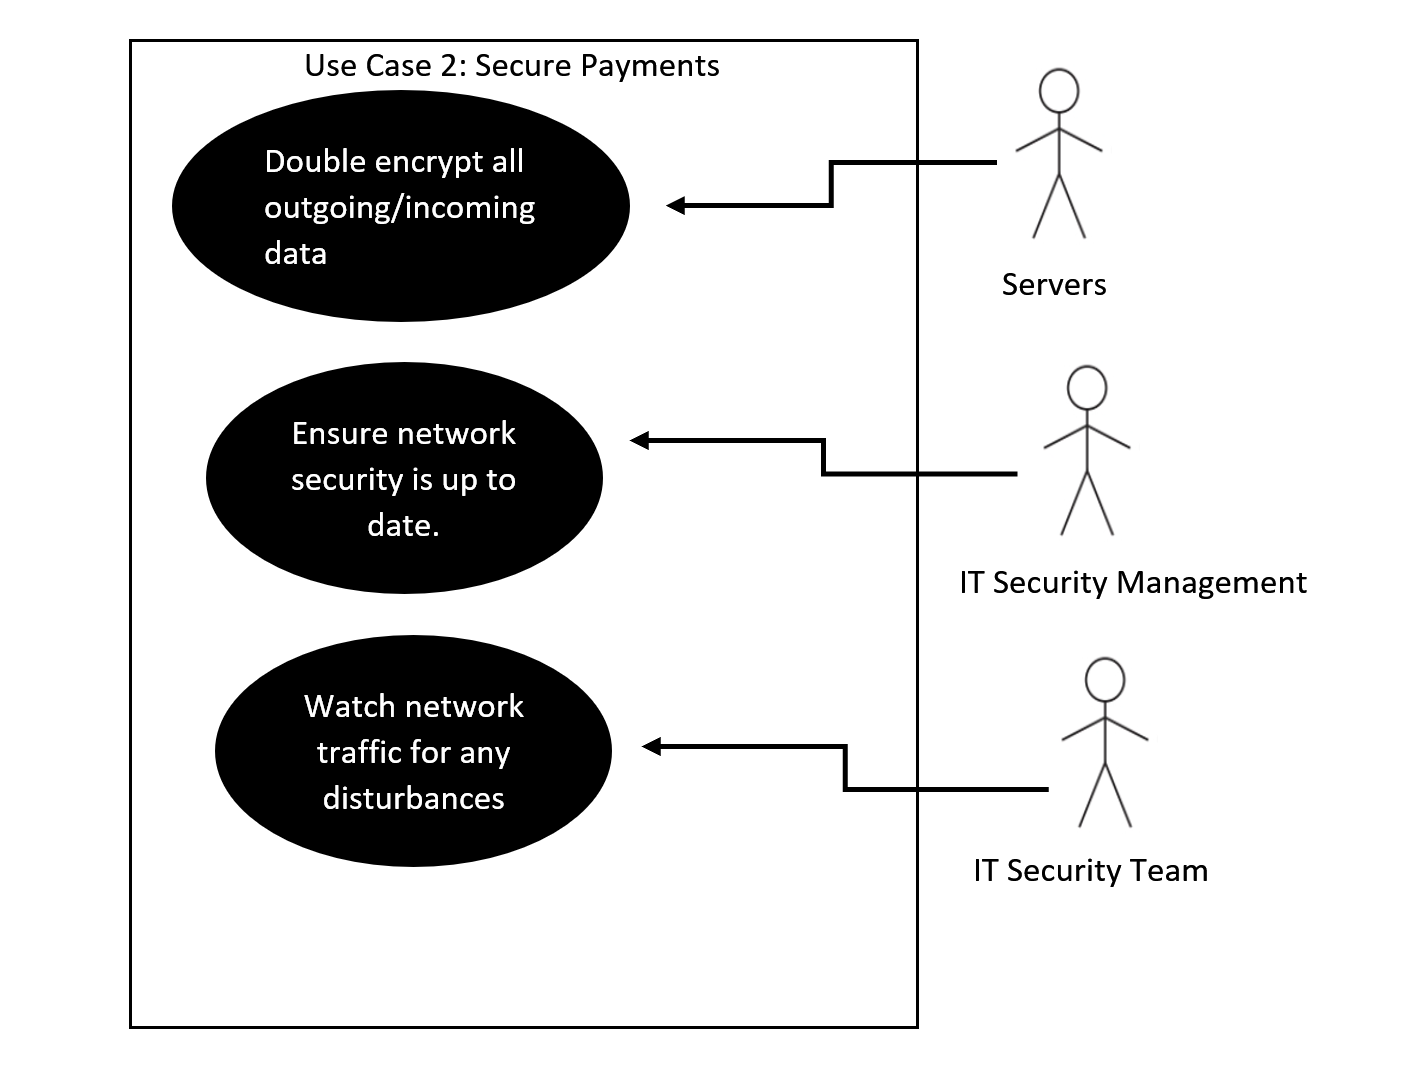 Use Case 2: Secure Payments
Double encrypt all
outgoing/incoming
data
Servers
Ensure network
security is up to
date.
IT Security Management
Watch network
traffic for any
disturbances
IT Security Team